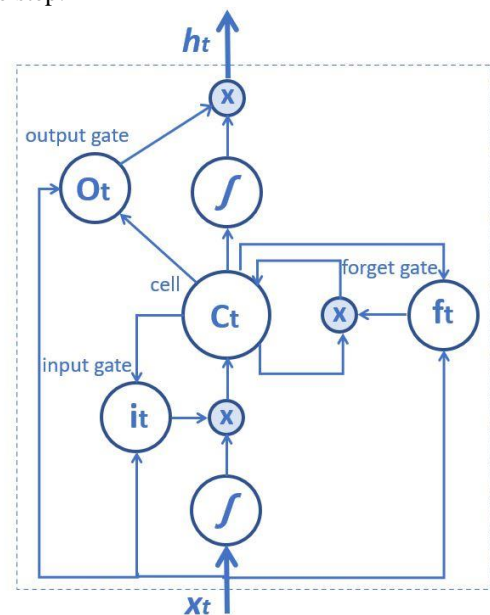 ht
x
output gate
Ot
∫
cell
forget gate
Ct
x
ft
input gate
it
x
∫
xt